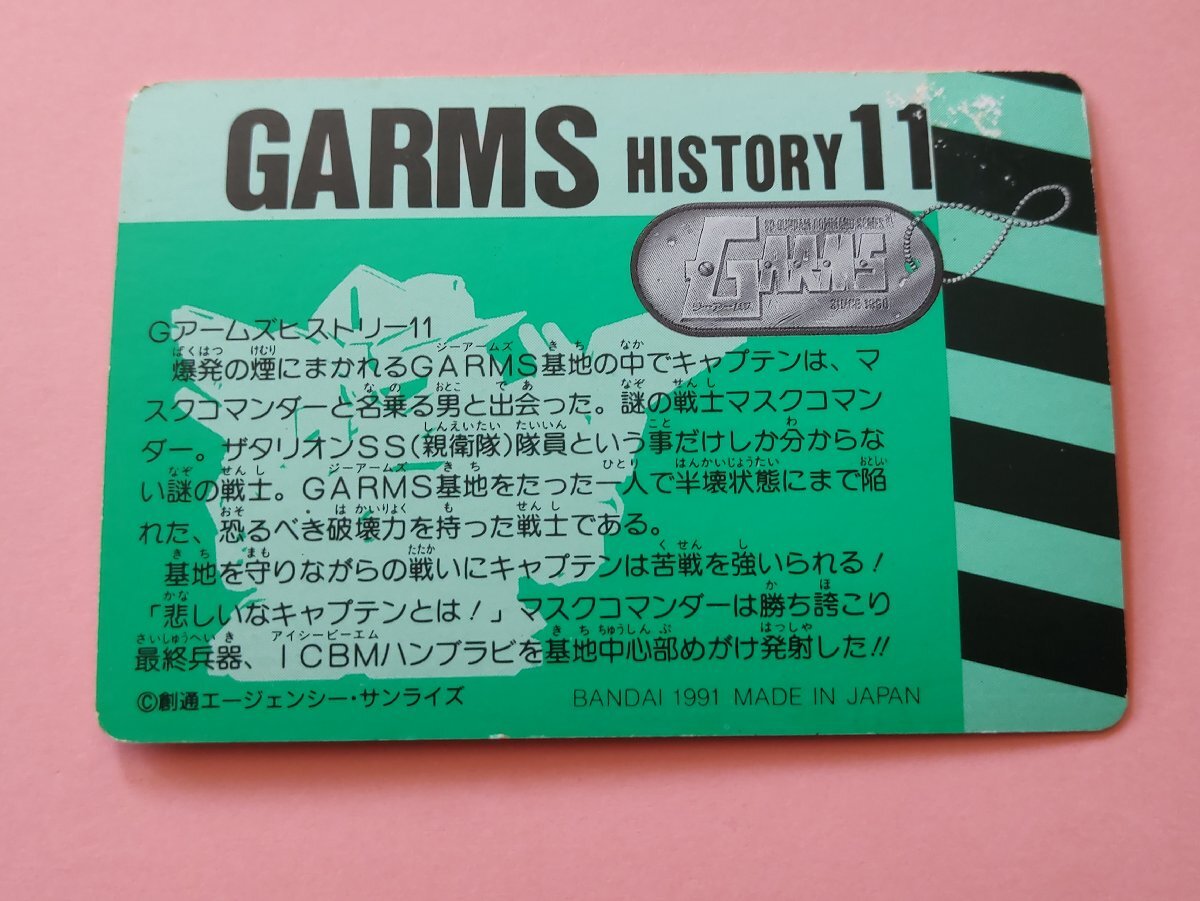 GARMS HISTORY 11
SD GUNDAM COMMAND SERIES
GARMS
ジーアームズ
Gアームズヒストリー11
爆発の煙にまかれるGARMS基地の中でキャプテンは、マ
スクコマンダーと名乗る男と出会った。謎の戦士マスクコマン
ダー。ザタリオンSS(親衛隊)隊員という事だけしか分からな
い謎の戦士。GARMS基地をたった一人で半壊状態にまで陥
れた、恐るべき破壊力を持った戦士である。
基地を守りながらの戦いにキャプテンは苦戦を強いられる!
「悲しいなキャプテンとは!」マスクコマンダーは勝ち誇こり
最終兵器、ICBMハンブラビを基地中心部めがけ発射した!!
©創通エージェンシー・サンライズ
BANDAI 1991 MADE IN JAPAN